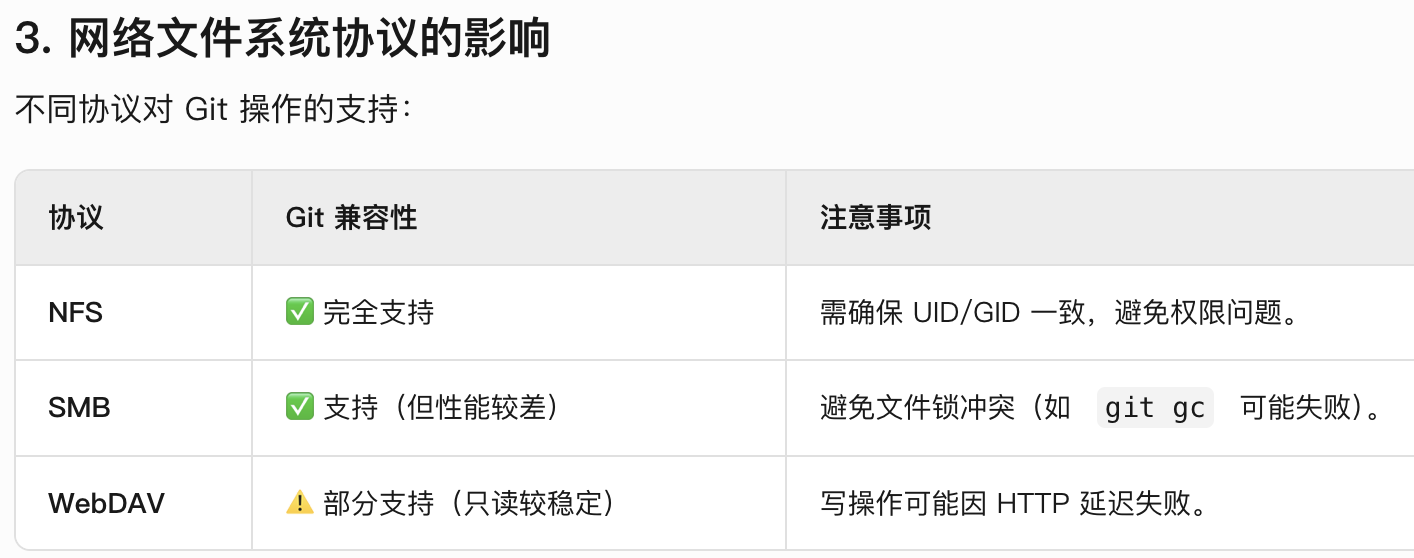 3. 网络文件系统协议的影响
不同协议对 Git 操作的支持：
协议 Git 兼容性 注意事项
NFS ✅ 完全支持 需确保 UID/GID 一致，避免权限问题。
SMB ✅ 支持（但性能较差） 避免文件锁冲突（如 git gc 可能失败）。
WebDAV ⚠️ 部分支持（只读较稳定） 写操作可能因 HTTP 延迟失败。